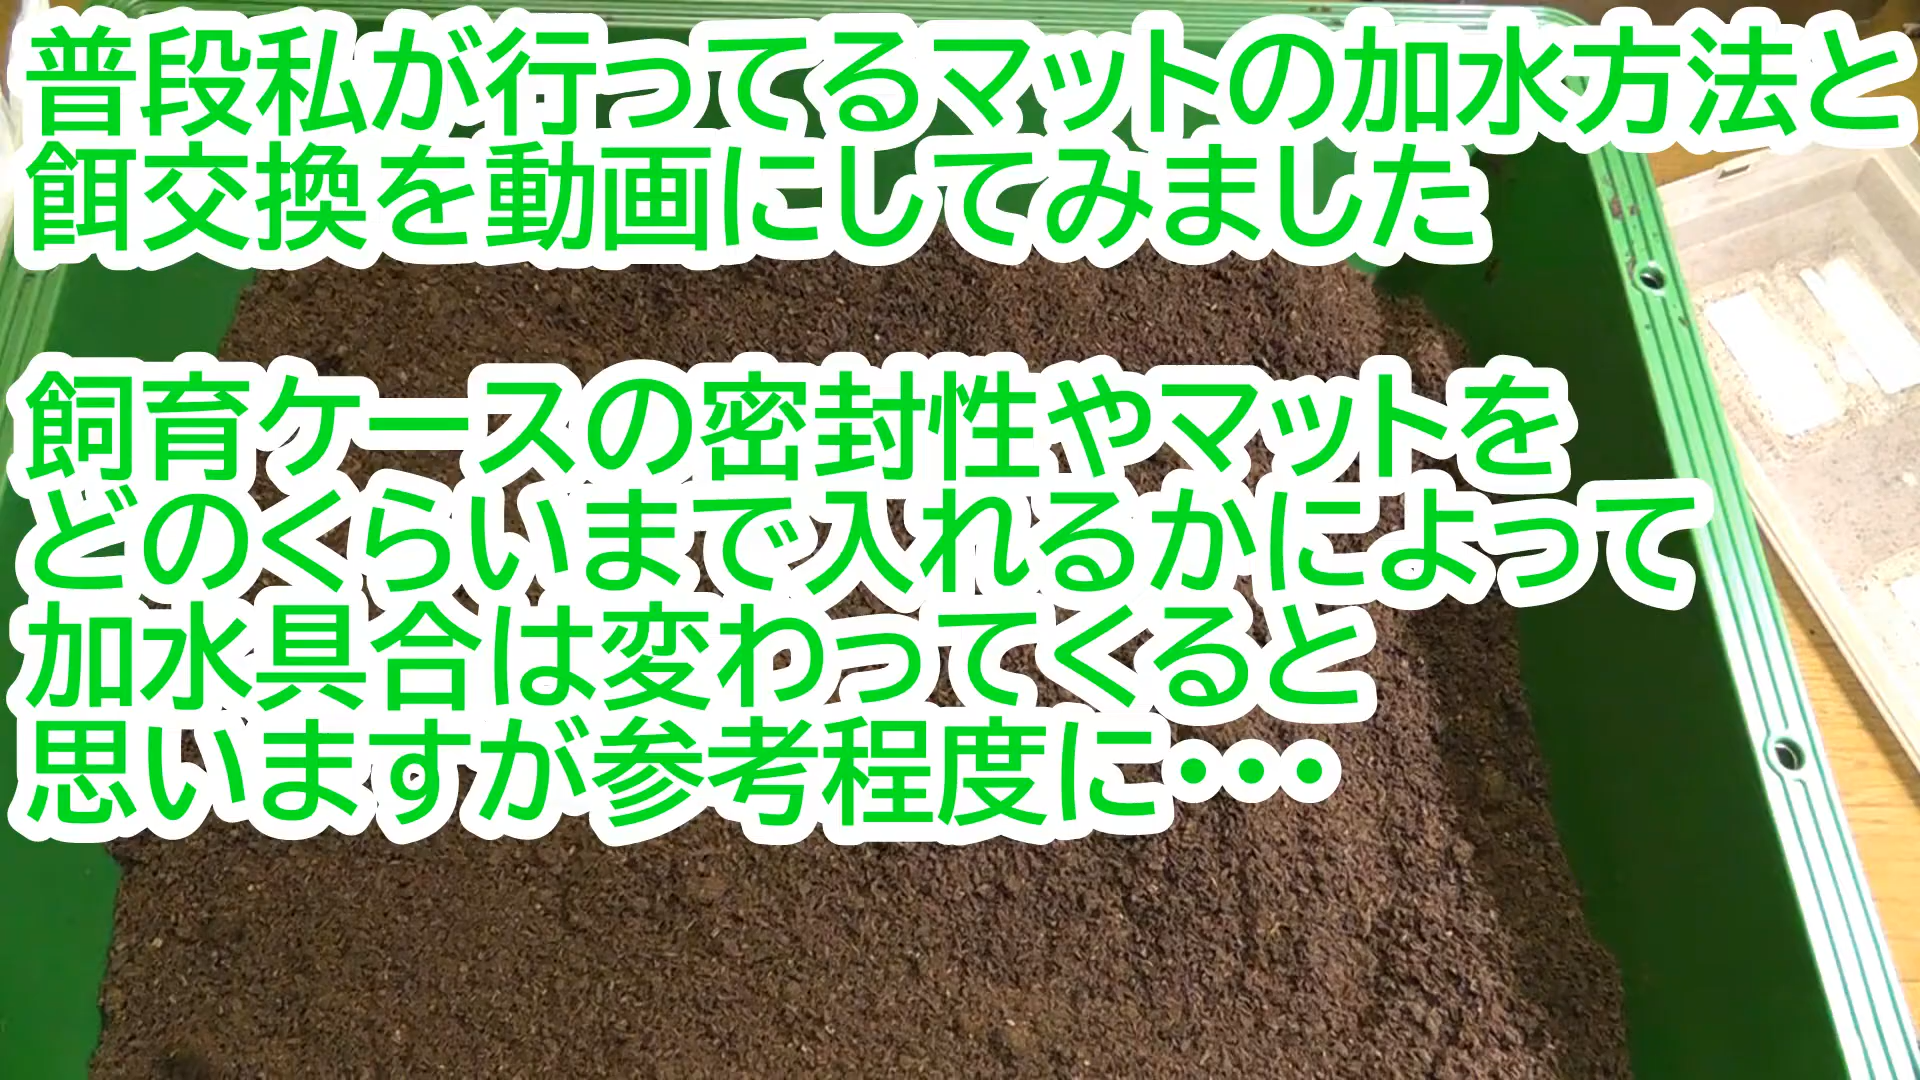 普段私が行ってるマットの加水方法と
餌交換を動画にしてみました
飼育ケースの密封性やマットを
どのくらいまで入れるかによって
加水具合は変わってくると
思いますが参考程度に・・・